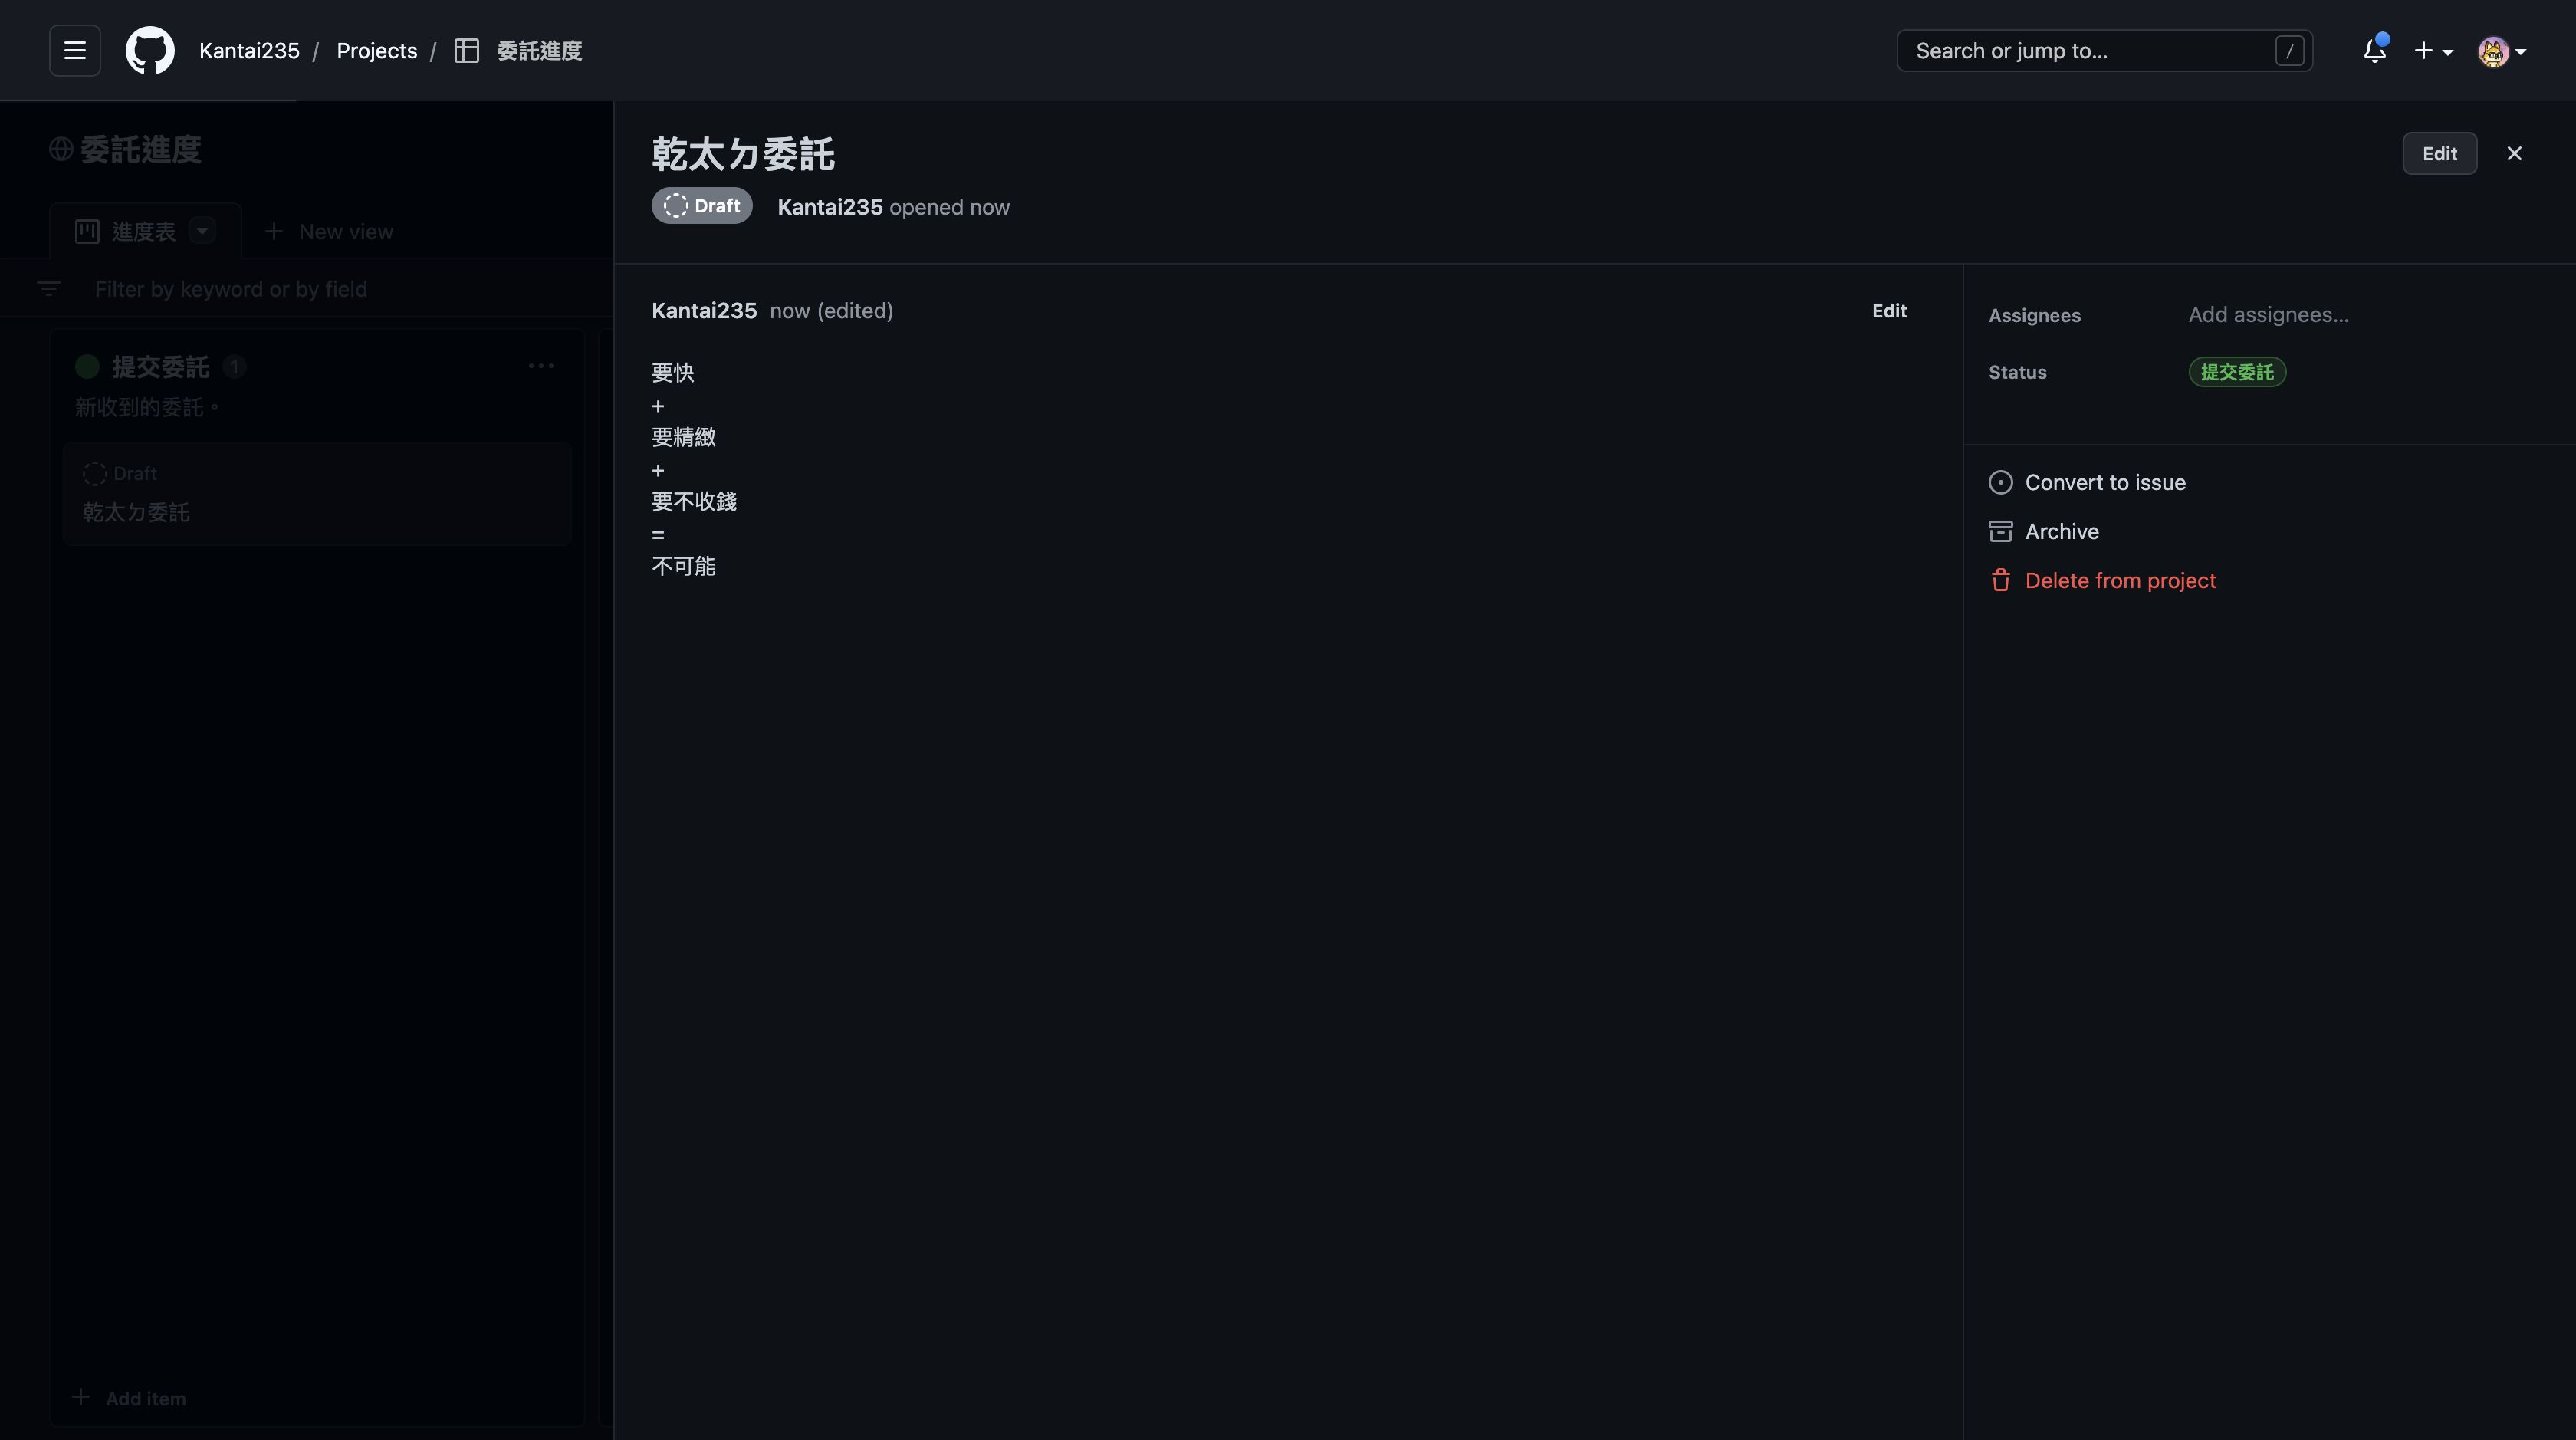 Kantai235 / Projects / 委託進度
Search or jump to... /
委託進度
進度表
New view
Filter by keyword or by field
提交委託 1
新收到的委託。
Draft
乾太ㄉ委託
Add item
乾太ㄉ委託
Edit
Draft Kantai235 opened now
Kantai235 now (edited) Edit
要快
+
要精緻
+
要不收錢
=
不可能
Assignees Add assignees...
Status 提交委託
Convert to issue
Archive
Delete from project